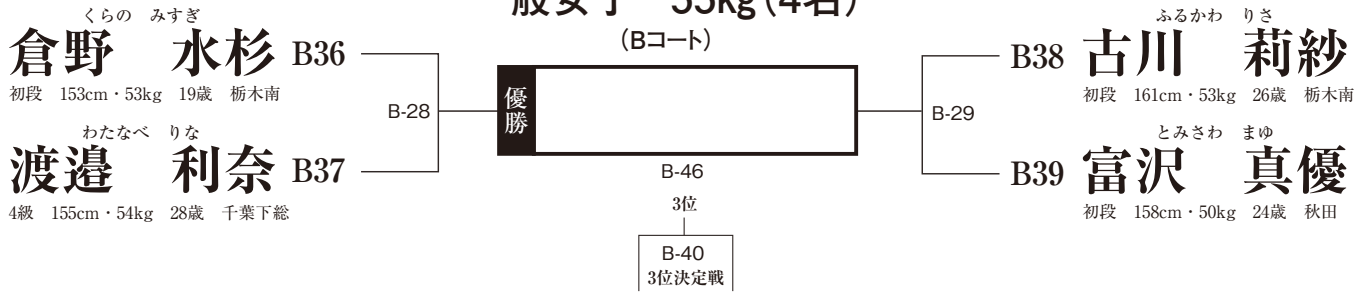 般女子 -55kg(4名)
(Bコート)
くらの みすぎ
倉野 水杉 B36
初段 153cm・53kg 19歳 栃木南
B-28
わたなべ りな
渡邉 利奈 B37
4級 155cm・54kg 28歳 千葉下総
優勝
B-46
3位
B-40
3位決定戦
ふるかわ りさ
B38 古川 莉紗
初段 161cm・53kg 26歳 栃木南
B-29
とみさわ まゆ
B39 富沢 真優
初段 158cm・50kg 24歳 秋田